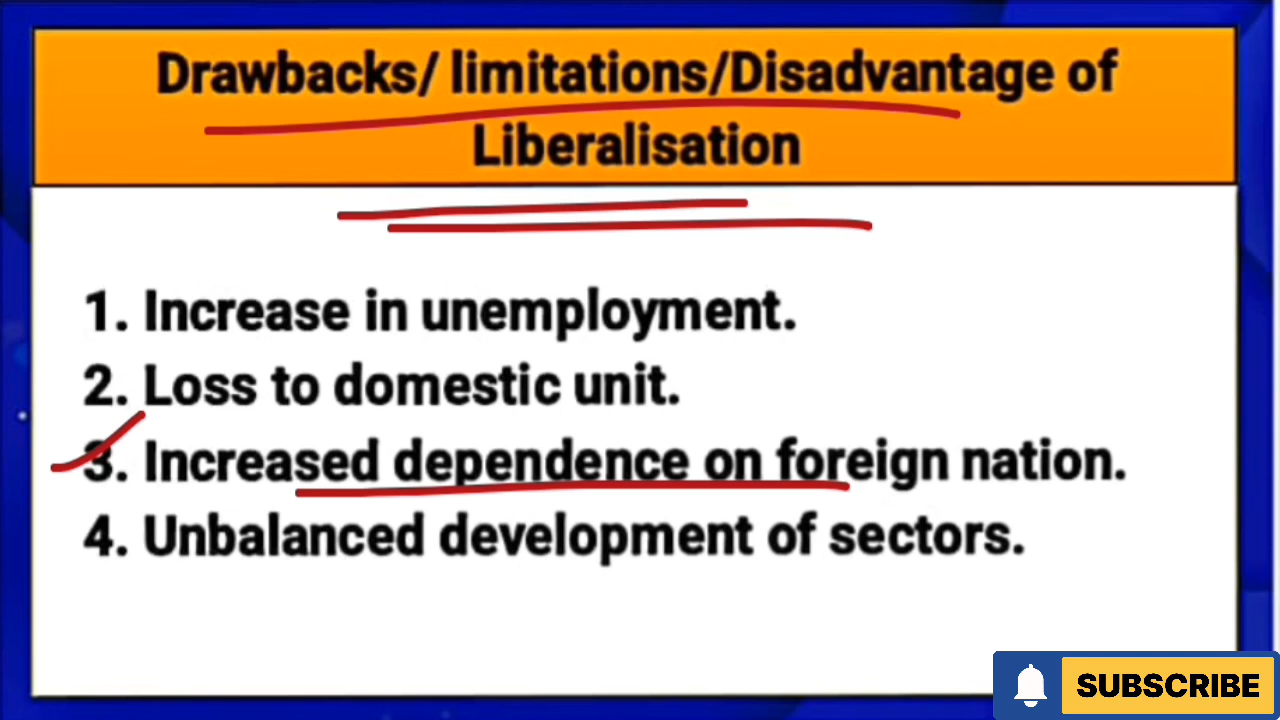 Drawbacks/ limitations/Disadvantage of
Liberalisation
1. Increase in unemployment.
2. Loss to domestic unit.
3. Increased dependence on foreign nation.
4. Unbalanced development of sectors.
SUBSCRIBE